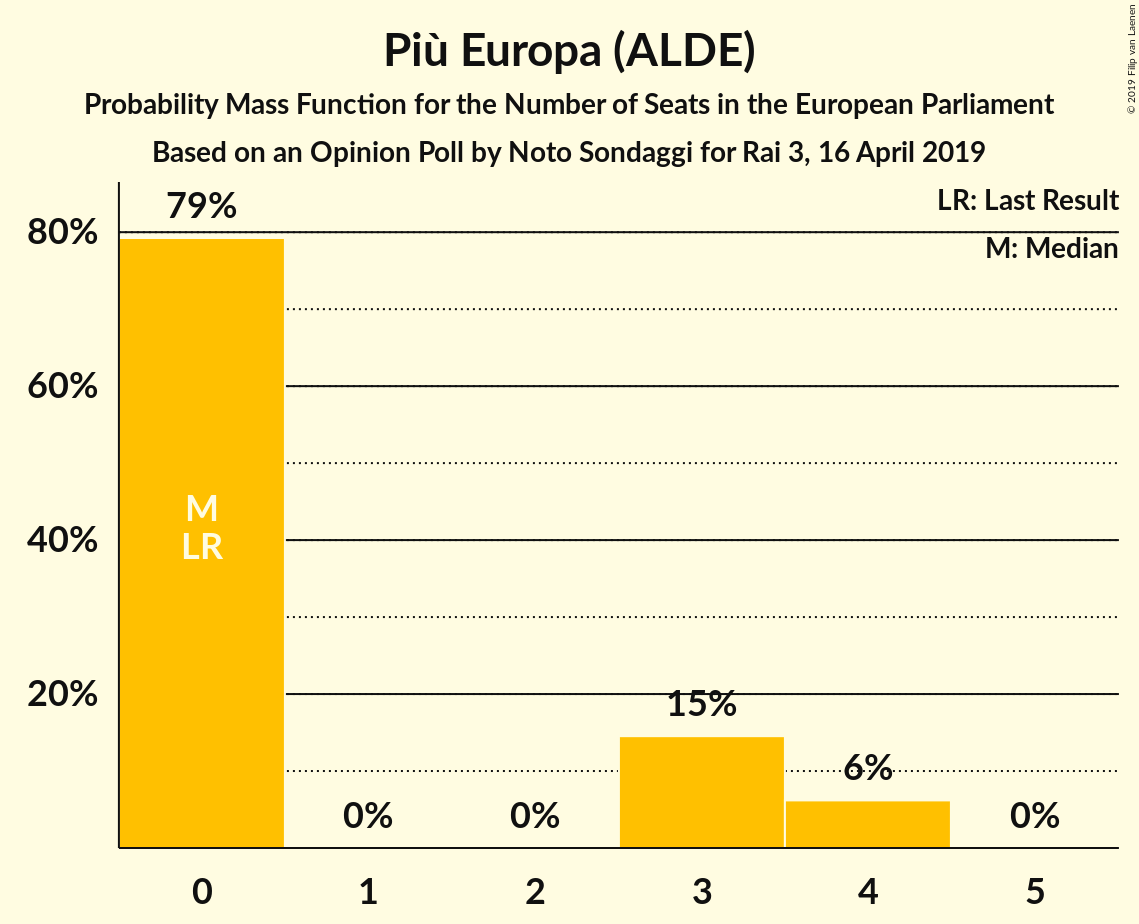 Più Europa (ALDE)
Probability Mass Function for the Number of Seats in the European Parliament
Based on an Opinion Poll by Noto Sondaggi for Rai 3, 16 April 2019
© 2019 Filip van Laenen
LR: Last Result
M: Median
80%
60%
40%
20%
79%
M
LR
0%
0%
15%
6%
0%
0
1
2
3
4
5